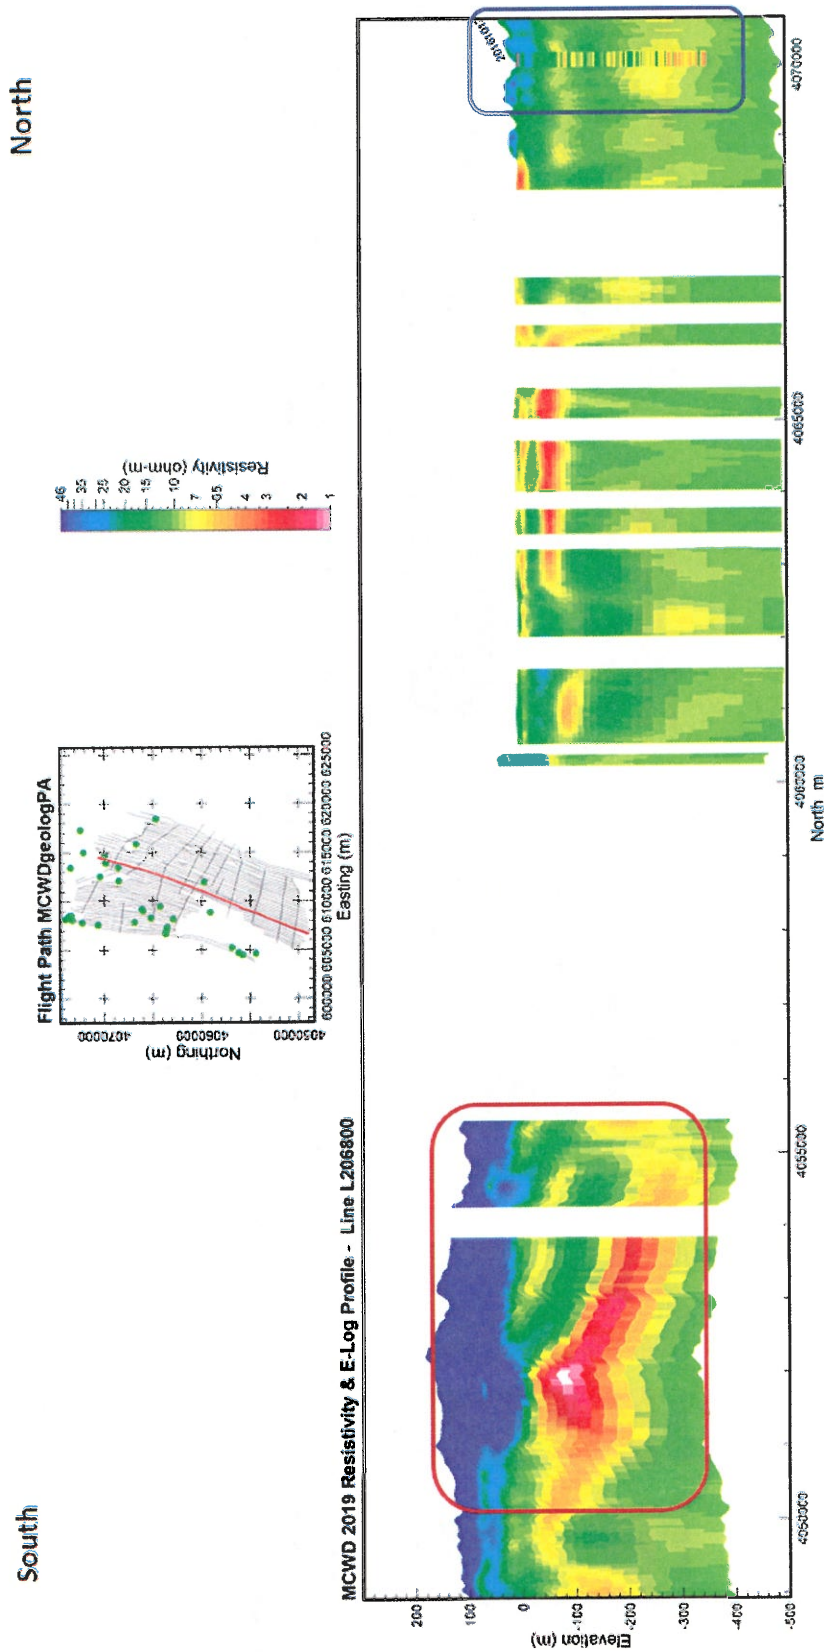 South
North
Flight Path MCWDgeologPA
Northing (m)
4070000
4060000
4050000
600000 605000 610000 615000 620000 625000
Easting (m)
46
35
25
20
15
10
7
05
4
3
2
1
Resistivity (ohm-m)
MCWD 2019 Resistivity & E-Log Profile - Line L206800
Elevation (m)
200
100
0
-100
-200
-300
-400
-500
4050000
4055000
4060000
4065000
4070000
North m